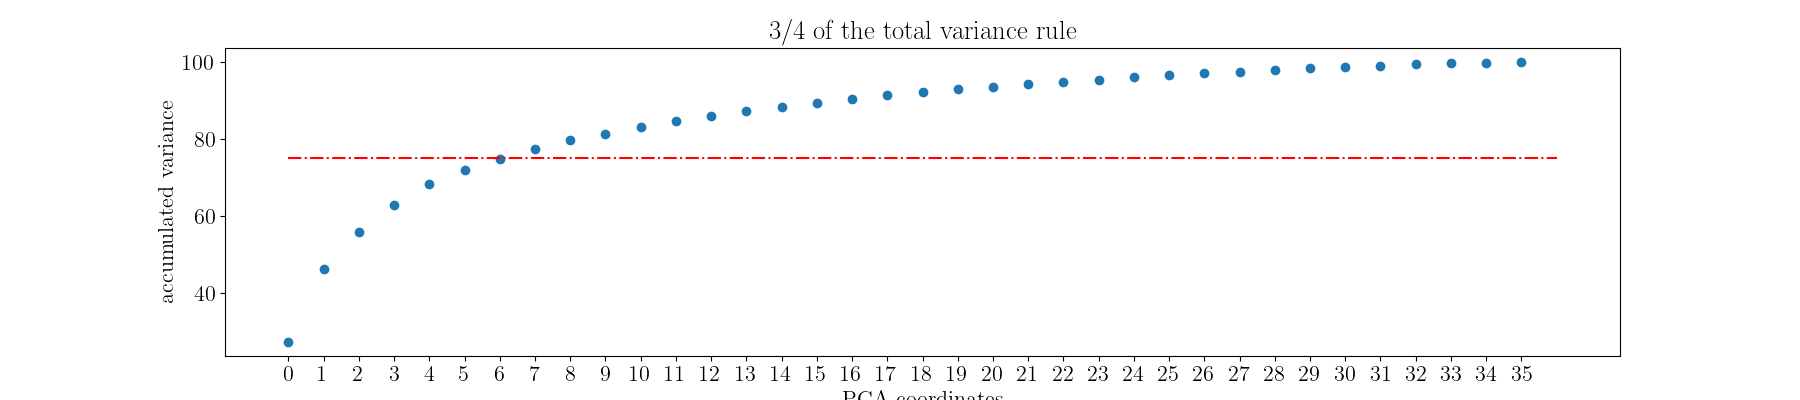 3/4 of the total variance rule
accumulated variance
100
80
60
40
0 1 2 3 4 5 6 7 8 9 10 11 12 13 14 15 16 17 18 19 20 21 22 23 24 25 26 27 28 29 30 31 32 33 34 35
PCA coordinates